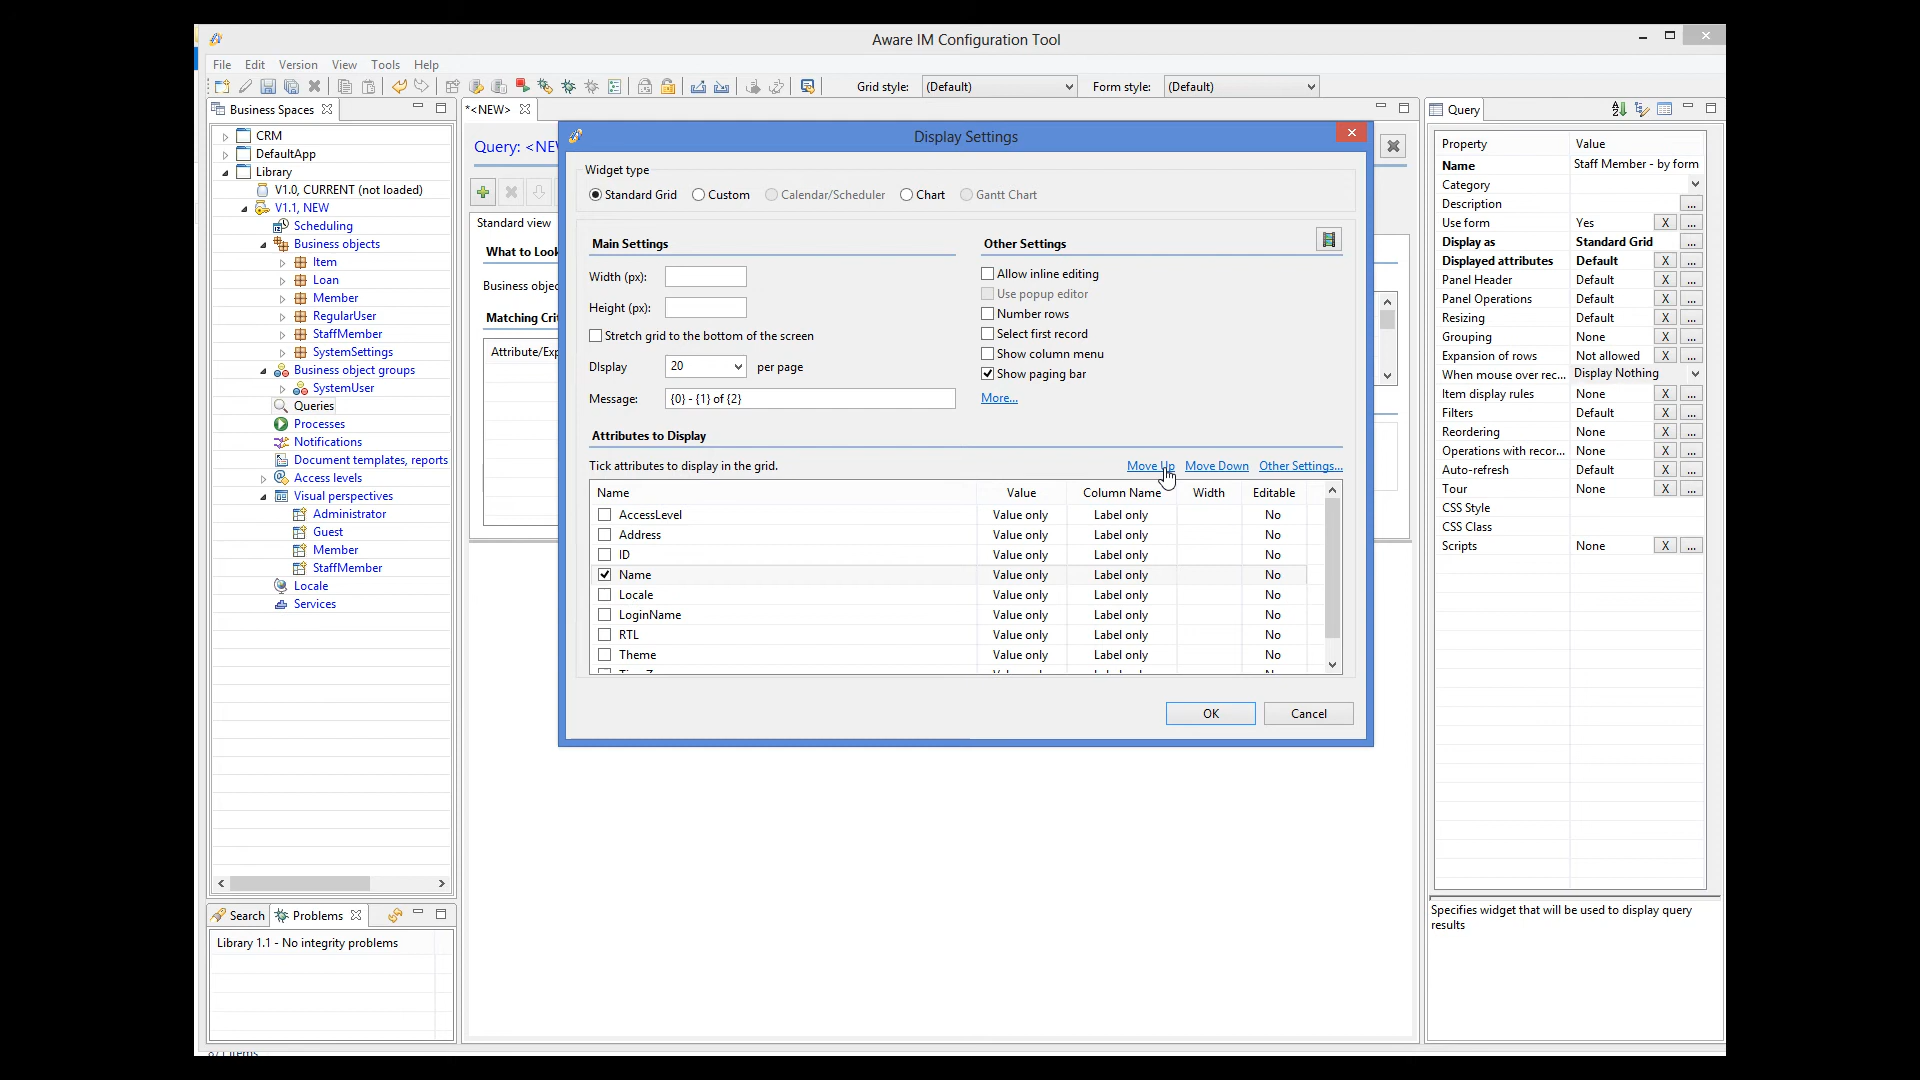 Aware IM Configuration Tool
File Edit Version View Tools Help
Grid style: (Default) Form style: (Default)
Business Spaces
CRM
DefaultApp
Library
V1.0, CURRENT (not loaded)
V1.1, NEW
Scheduling
Business objects
Item
Loan
Member
RegularUser
StaffMember
SystemSettings
Business object groups
SystemUser
Queries
Processes
Notifications
Document templates, reports
Access levels
Visual perspectives
Administrator
Guest
Member
StaffMember
Locale
Services
Search Problems
Library 1.1 - No integrity problems
*<NEW>
Query: <NEW
Standard view
What to Look
Business objec
Matching Crit
Attribute/Exp
Display Settings
Widget type
Standard Grid Custom Calendar/Scheduler Chart Gantt Chart
Main Settings
Width (px):
Height (px):
Stretch grid to the bottom of the screen
DIsplay 20 per page
Message: {0} - {1} of {2}
Other Settings
Allow inline editing
Use popup editor
Number rows
Select first record
Show column menu
Show paging bar
More...
Attributes to Display
Tick attributes to display in the grid. Move Up Move Down Other Settings...
Name Value Column Name Width Editable
AccessLevel Value only Label only No
Address Value only Label only No
ID Value only Label only No
Name Value only Label only No
Locale Value only Label only No
LoginName Value only Label only No
RTL Value only Label only No
Theme Value only Label only No
OK Cancel
Query
Property Value
Name Staff Member - by form
Category
Description ...
Use form Yes X ...
Display as Standard Grid ...
Displayed attributes Default X ...
Panel Header Default X ...
Panel Operations Default X ...
Resizing Default X ...
Grouping None X ...
Expansion of rows Not allowed X ...
When mouse over rec... Display Nothing
Item display rules None X ...
Filters Default X ...
Reordering None X ...
Operations with recor... None X ...
Auto-refresh Default X ...
Tour None X ...
CSS Style
CSS Class
Scripts None X ...
Specifies widget that will be used to display query
results